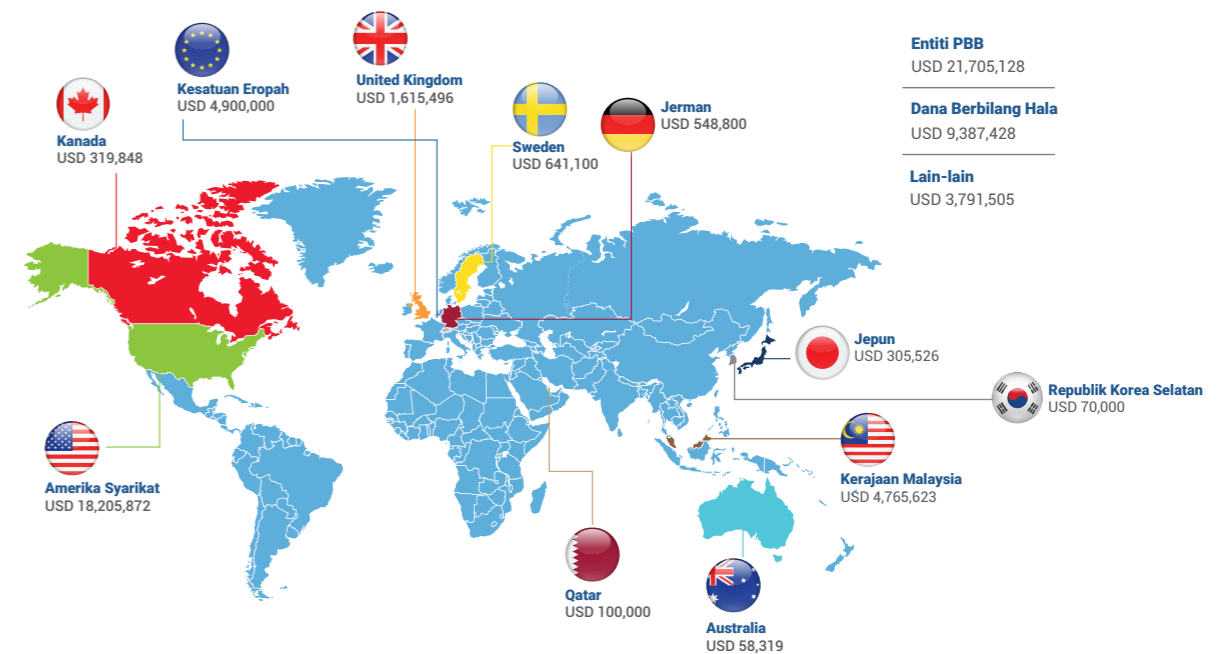 Kesatuan Eropah
USD 4,900,000
United Kingdom
USD 1,615,496
Kanada
USD 319,848
Sweden
USD 641,100
Jerman
USD 548,800
Entiti PBB
USD 21,705,128
Dana Berbilang Hala
USD 9,387,428
Lain-lain
USD 3,791,505
Jepun
USD 305,526
Republik Korea Selatan
USD 70,000
Kerajaan Malaysia
USD 4,765,623
Amerika Syarikat
USD 18,205,872
Qatar
USD 100,000
Australia
USD 58,319